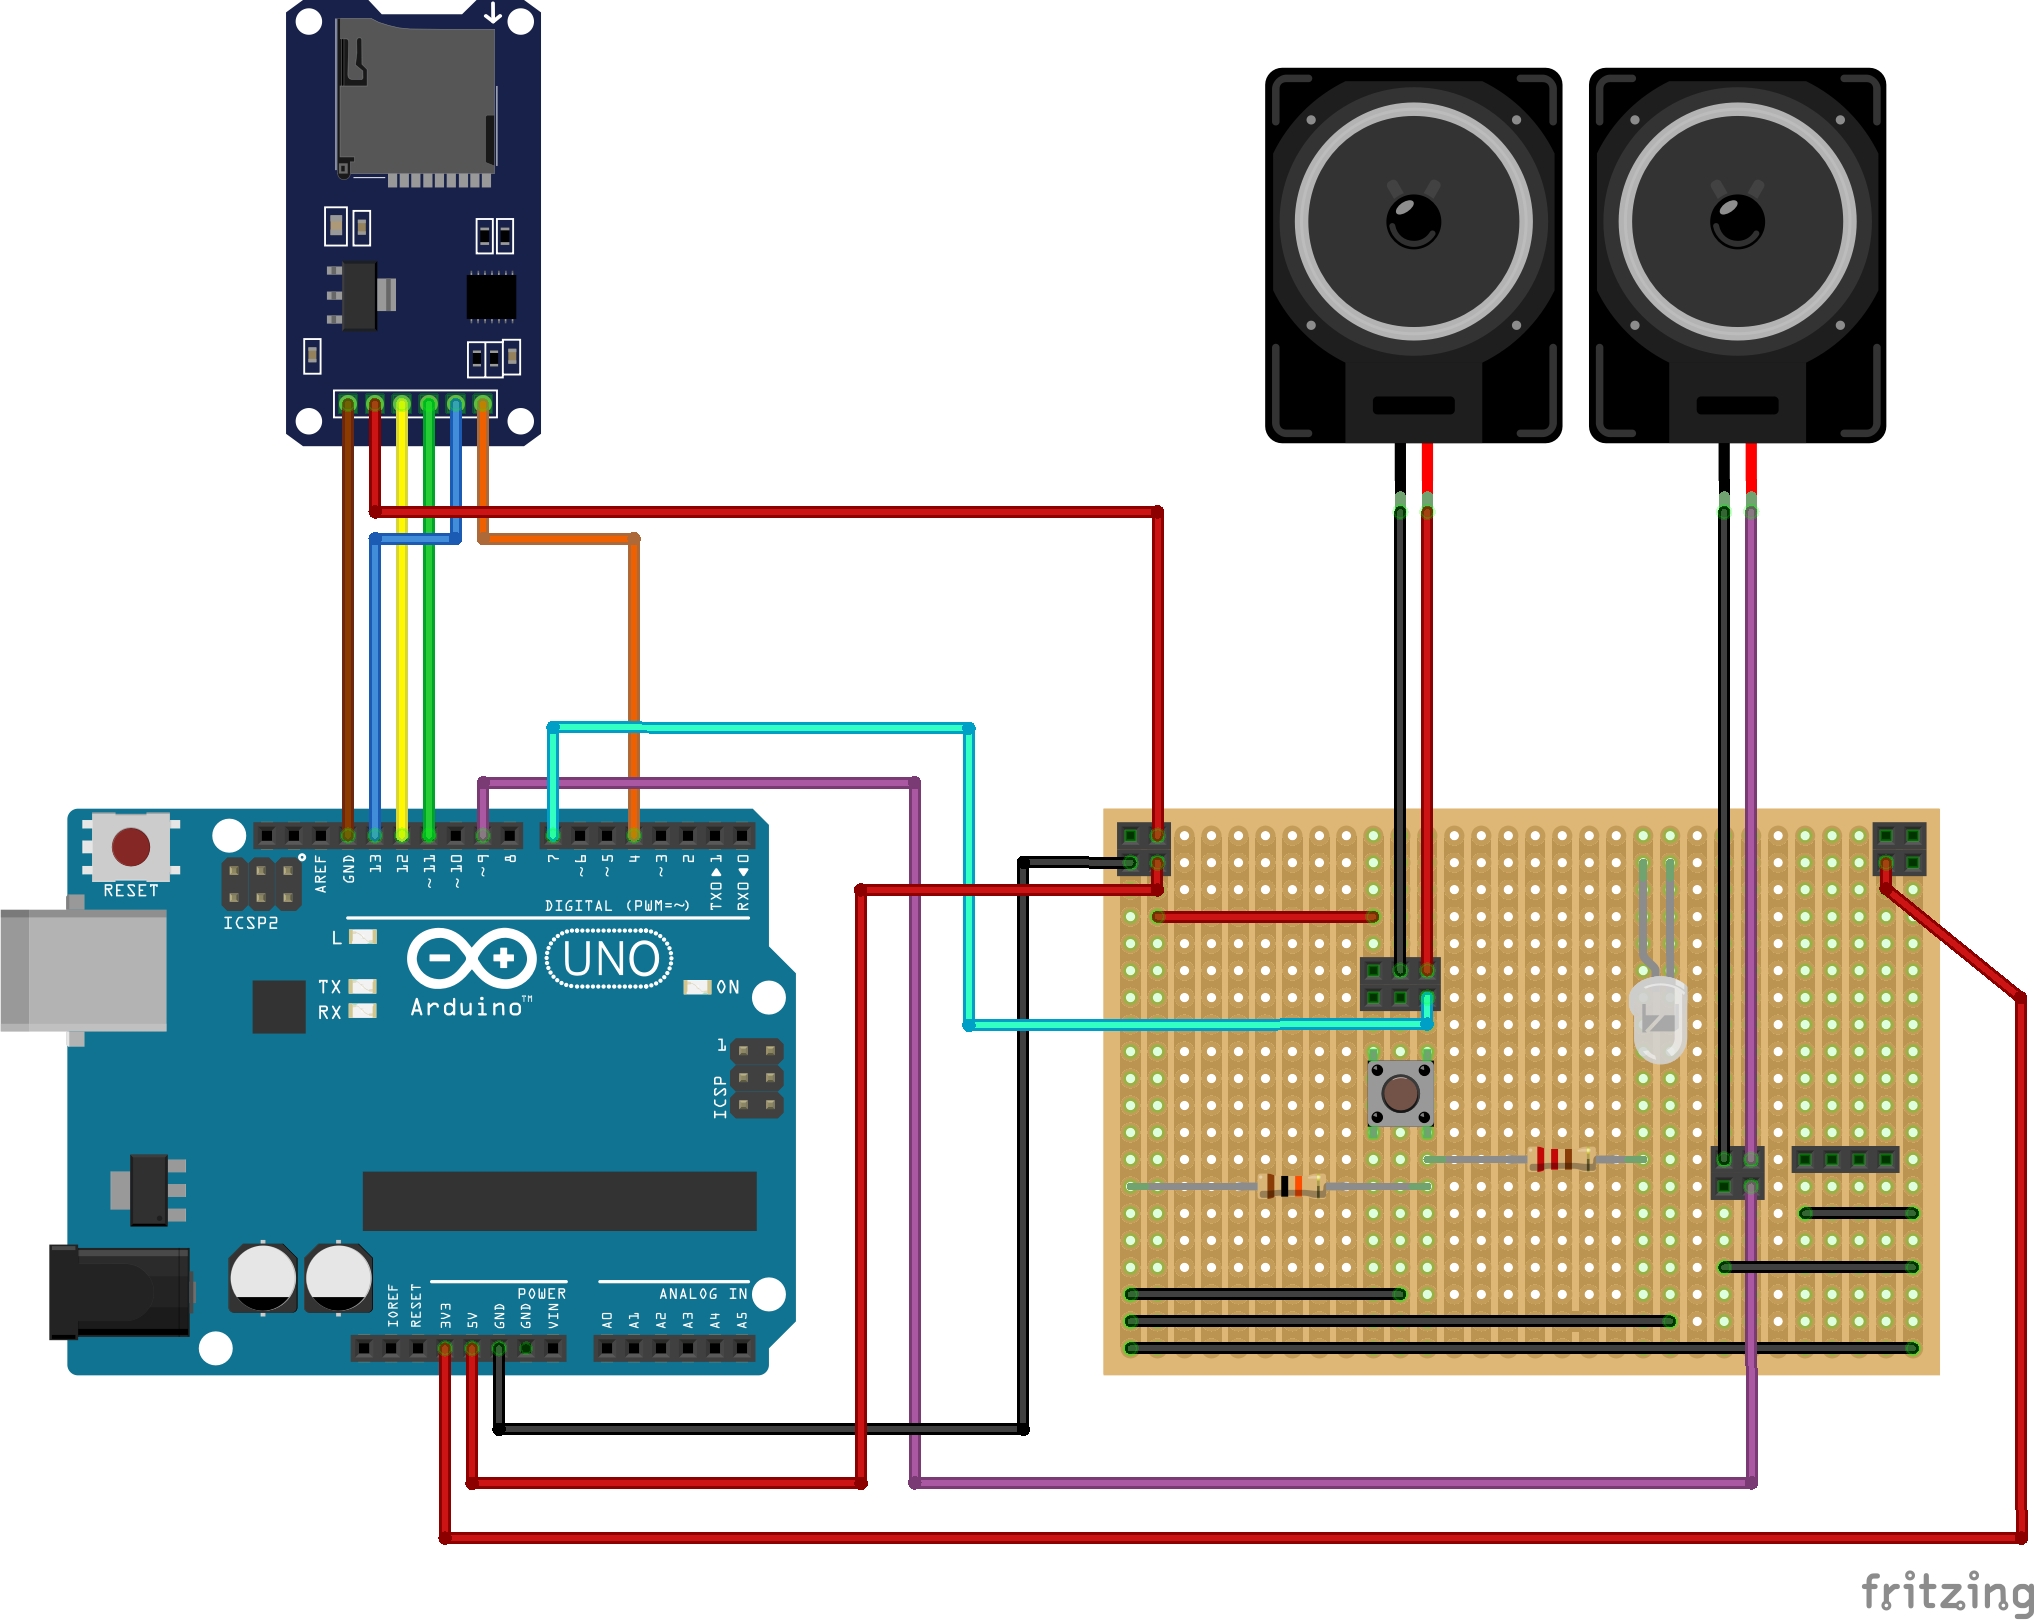 RESET
ICSP2
AREF
GND
13
12
~11
~10
~9
8
7
~6
~5
4
~3
2
TX0▶1
RX0◀0
DIGITAL (PWM=~)
L
TX
RX
Arduino™
UNO
ON
1
ICSP
IOREF
RESET
3V3
5V
GND
GND
VIN
POWER
ANALOG IN
A0
A1
A2
A3
A4
A5
fritzing